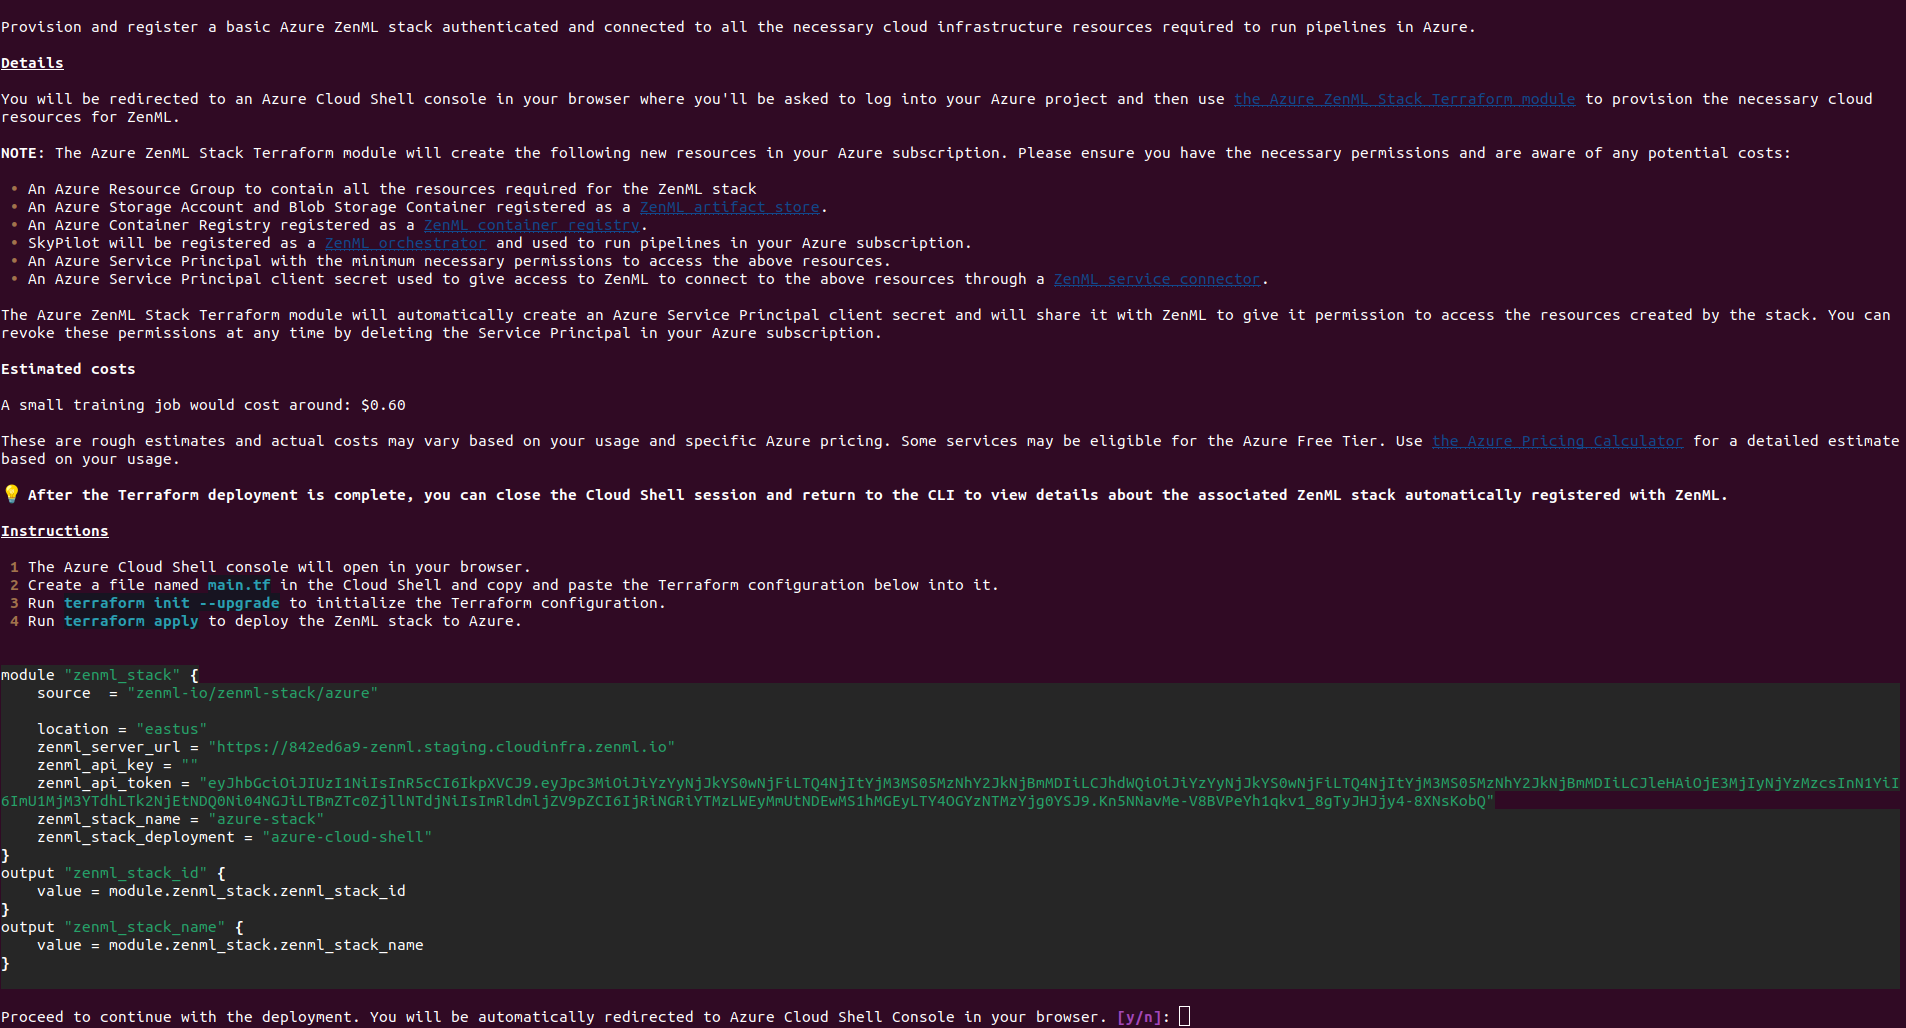 Provision and register a basic Azure ZenML stack authenticated and connected to all the necessary cloud infrastructure resources required to run pipelines in Azure.
Details
You will be redirected to an Azure Cloud Shell console in your browser where you'll be asked to log into your Azure project and then use the Azure ZenML Stack Terraform module to provision the necessary cloud
resources for ZenML.
NOTE: The Azure ZenML Stack Terraform module will create the following new resources in your Azure subscription. Please ensure you have the necessary permissions and are aware of any potential costs:
• An Azure Resource Group to contain all the resources required for the ZenML stack
• An Azure Storage Account and Blob Storage Container registered as a ZenML artifact store.
• An Azure Container Registry registered as a ZenML container registry.
• SkyPilot will be registered as a ZenML orchestrator and used to run pipelines in your Azure subscription.
• An Azure Service Principal with the minimum necessary permissions to access the above resources.
• An Azure Service Principal client secret used to give access to ZenML to connect to the above resources through a ZenML service connector.
The Azure ZenML Stack Terraform module will automatically create an Azure Service Principal client secret and will share it with ZenML to give it permission to access the resources created by the stack. You can
revoke these permissions at any time by deleting the Service Principal in your Azure subscription.
Estimated costs
A small training job would cost around: $0.60
These are rough estimates and actual costs may vary based on your usage and specific Azure pricing. Some services may be eligible for the Azure Free Tier. Use the Azure Pricing Calculator for a detailed estimate
based on your usage.
💡 After the Terraform deployment is complete, you can close the Cloud Shell session and return to the CLI to view details about the associated ZenML stack automatically registered with ZenML.
Instructions
1 The Azure Cloud Shell console will open in your browser.
2 Create a file named main.tf in the Cloud Shell and copy and paste the Terraform configuration below into it.
3 Run terraform init --upgrade to initialize the Terraform configuration.
4 Run terraform apply to deploy the ZenML stack to Azure.
module "zenml_stack" {
source = "zenml-io/zenml-stack/azure"
location = "eastus"
zenml_server_url = "https://842ed6a9-zenml.staging.cloudinfra.zenml.io"
zenml_api_key = ""
zenml_api_token = "eyJhbGciOiJIUzI1NiIsInR5cCI6IkpXVCJ9.eyJpc3MiOiJiYzYyNjJkYS0wNjFiLTQ4NjItYjM3MS05MzNhY2JkNjBmMDIiLCJhdWQiOiJiYzYyNjJkYS0wNjFiLTQ4NjItYjM3MS05MzNhY2JkNjBmMDIiLCJleHAiOjE3MjIyNjYzMzcsInN1YiI
6ImU1MjM3YTdhLTk2NjEtNDQ0Ni04NGJiLTBmZTc0ZjllNTdjNiIsImRldmljZV9pZCI6IjRiNGRiYTMzLWEyMmUtNDEwMS1hMGEyLTY4OGYzNTMzYjg0YSJ9.Kn5NNavMe-V8BVPeYh1qkv1_8gTyJHJjy4-8XNsKobQ"
zenml_stack_name = "azure-stack"
zenml_stack_deployment = "azure-cloud-shell"
}
output "zenml_stack_id" {
value = module.zenml_stack.zenml_stack_id
}
output "zenml_stack_name" {
value = module.zenml_stack.zenml_stack_name
}
Proceed to continue with the deployment. You will be automatically redirected to Azure Cloud Shell Console in your browser. [y/n]: